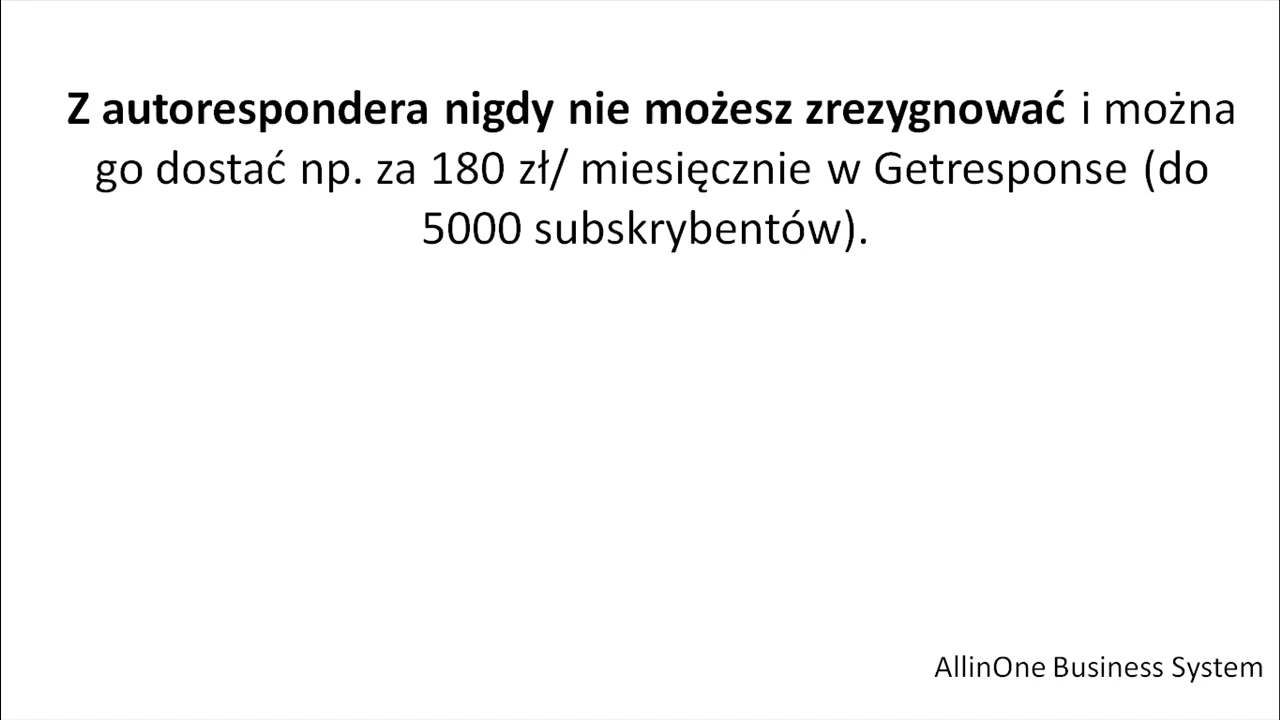 Z autorespondera nigdy nie możesz zrezygnować i można
go dostać np. za 180 zł/ miesięcznie w Getresponse (do
5000 subskrybentów).
AllinOne Business System